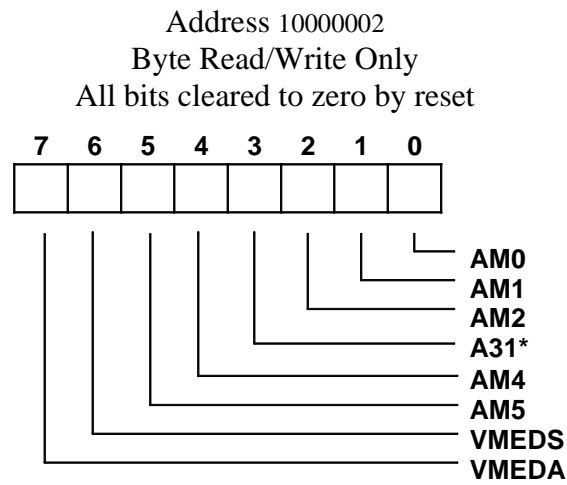 Address 10000002
Byte Read/Write Only
All bits cleared to zero by reset
7 6 5 4 3 2 1 0
AM0
AM1
AM2
A31*
AM4
AM5
VMEDS
VMEDA